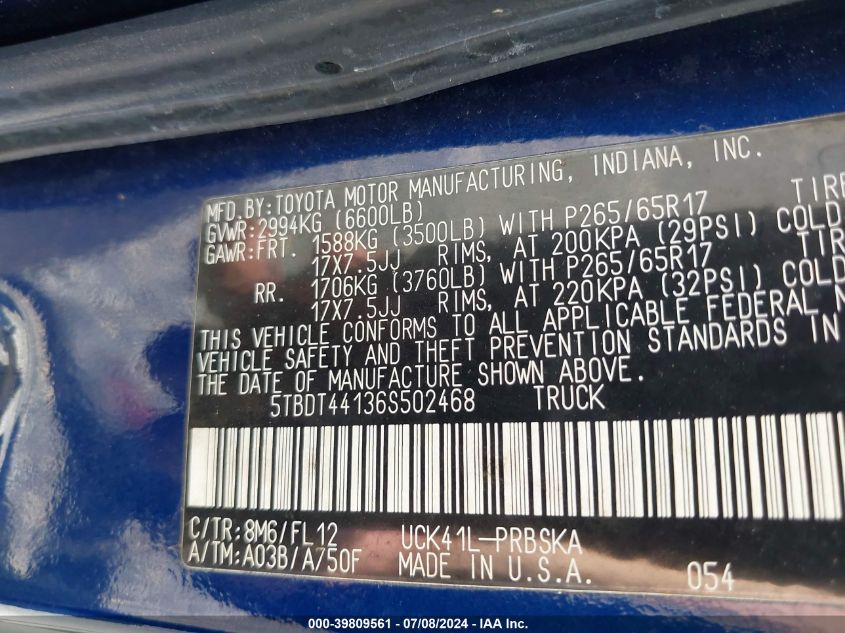 MFD.BY:TOYOTA MOTOR MANUFACTURING, INDIANA, INC.
GVWR:2994KG (6600LB)
GAWR:FRT. 1588KG (3500LB) WITH P265/65R17 TIRE
17X7.5JJ RIMS, AT 200KPA (29PSI) COLD
RR. 1706KG (3760LB) WITH P265/65R17 TIRE
17X7.5JJ RIMS, AT 220KPA (32PSI) COLD
THIS VEHICLE CONFORMS TO ALL APPLICABLE FEDERAL
VEHICLE SAFETY AND THEFT PREVENTION STANDARDS IN
THE DATE OF MANUFACTURE SHOWN ABOVE.
5TBDT44136S502468 TRUCK
C/TR:8M6/FL12 UCK41L-PRBSKA
A/TM:A03B/A/50F MADE IN U.S.A. 054
000-39809561 / 07/08/2024 - IAA Inc.